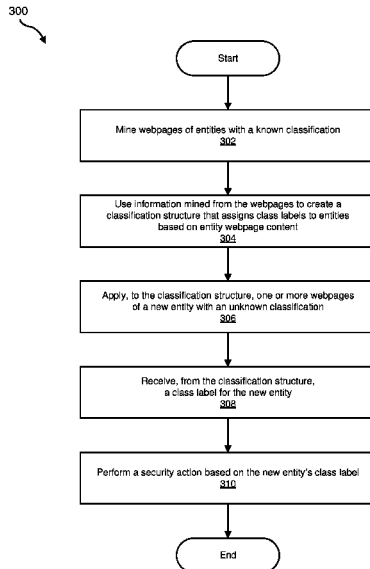 300
Start
Mine webpages of entities with a known classification
302
Use information mined from the webpages to create a
classification structure that assigns class labels to entities
based on entity webpage content
304
Apply, to the classification structure, one or more webpages
of a new entity with an unknown classification
306
Receive, from the classification structure,
a class label for the new entity
308
Perform a security action based on the new entity's class label
310
End